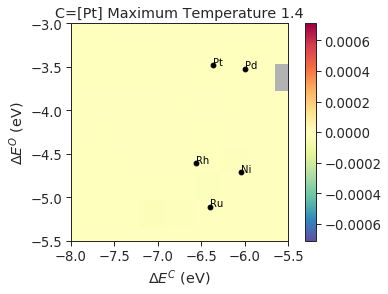 C=[Pt] Maximum Temperature 1.4
−3.0
−3.5
−4.0
−4.5
−5.0
−5.5
ΔE^O (eV)
Pt
Pd
Rh
Ni
Ru
−8.0 −7.5 −7.0 −6.5 −6.0 −5.5
ΔE^C (eV)
0.0006
0.0004
0.0002
0.0000
−0.0002
−0.0004
−0.0006